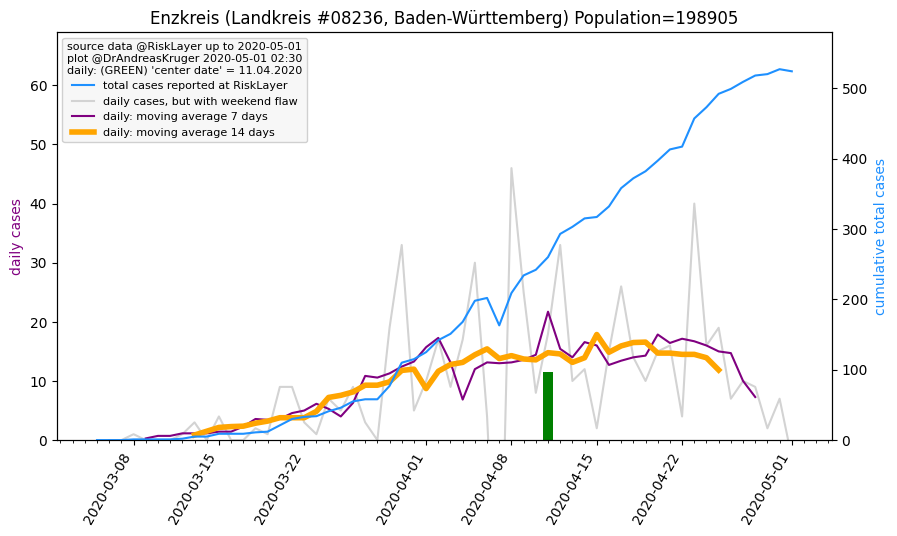 Enzkreis (Landkreis #08236, Baden-Württemberg) Population=198905
source data @RiskLayer up to 2020-05-01
plot @DrAndreasKruger 2020-05-01 02:30
daily: (GREEN) 'center date' = 11.04.2020
total cases reported at RiskLayer
daily cases, but with weekend flaw
daily: moving average 7 days
daily: moving average 14 days
daily cases
60
50
40
30
20
10
0
500
400
300
200
100
0
cumulative total cases
2020-03-08
2020-03-15
2020-03-22
2020-04-01
2020-04-08
2020-04-15
2020-04-22
2020-05-01